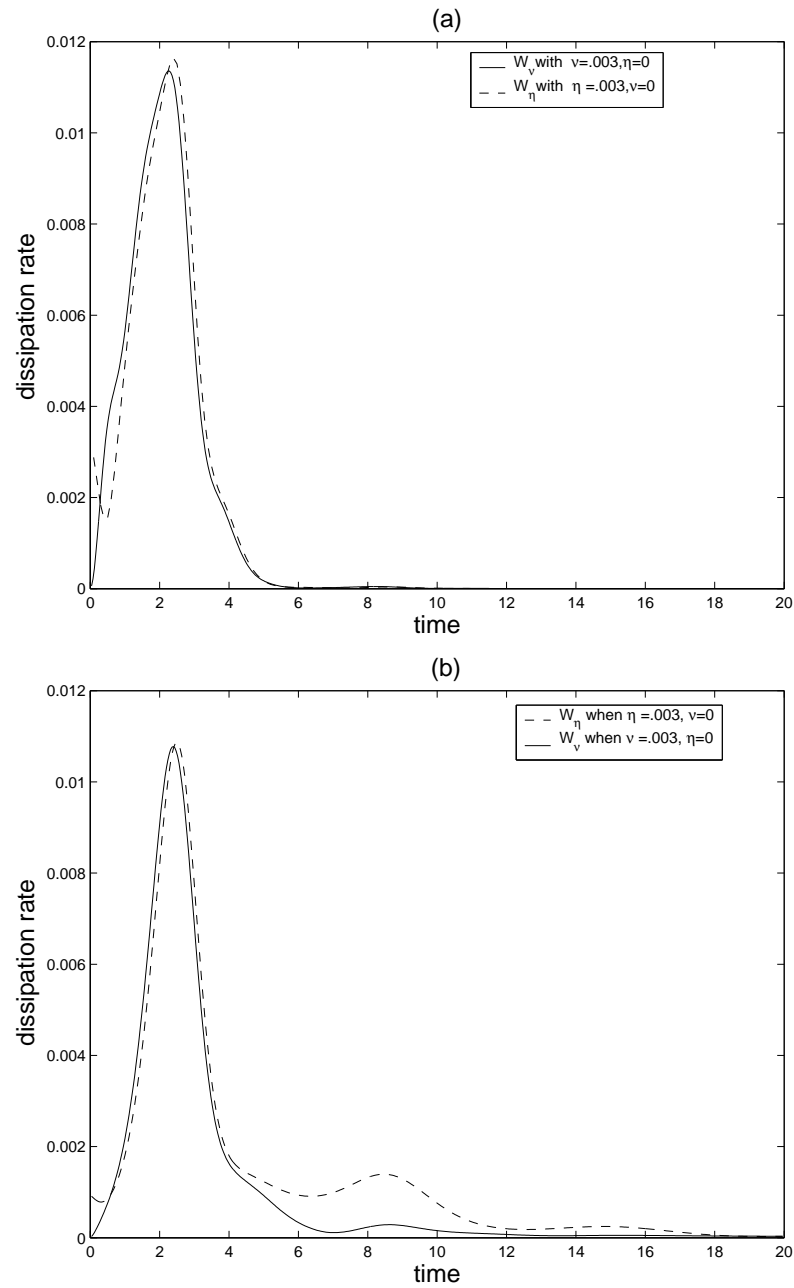 (a)
0.012
0.01
0.008
0.006
0.004
0.002
0
dissipation rate
W_ν with ν=.003,η=0
W_η with η =.003,ν=0
0 2 4 6 8 10 12 14 16 18 20
time
(b)
0.012
0.01
0.008
0.006
0.004
0.002
0
dissipation rate
W_η when η =.003, ν=0
W_ν when ν =.003, η=0
0 2 4 6 8 10 12 14 16 18 20
time